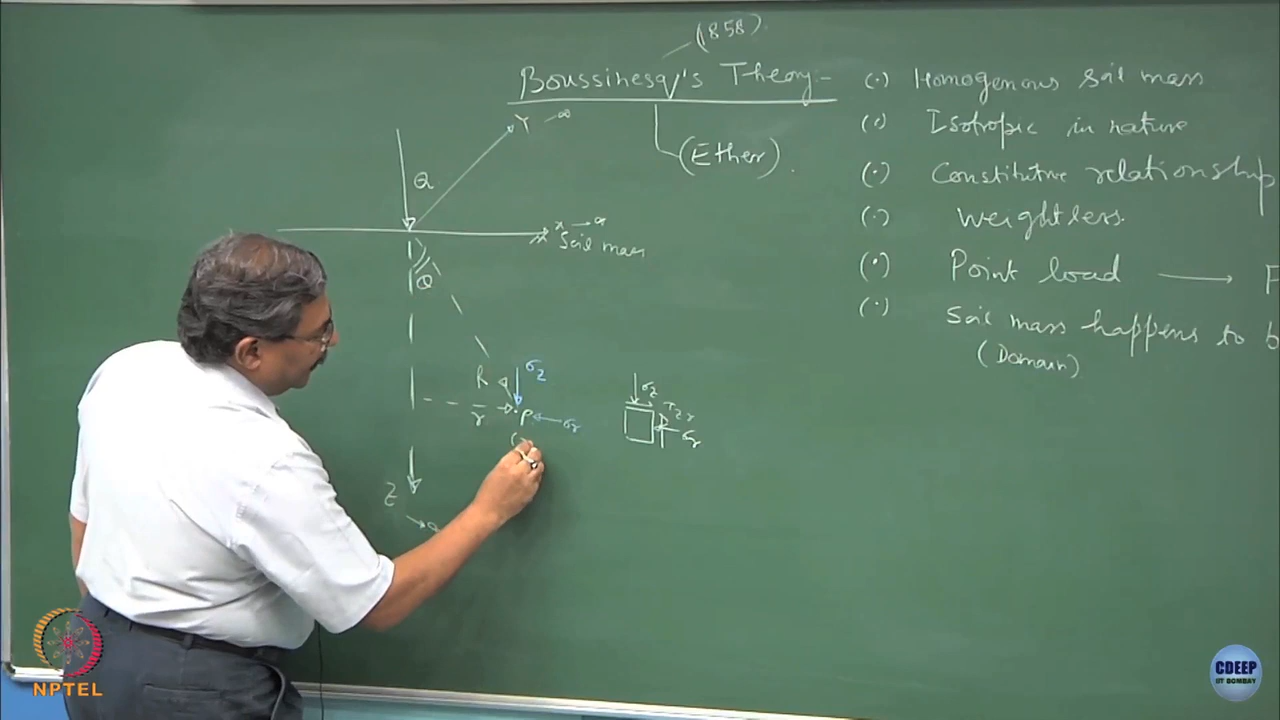 (1858).
Boussinesq's Theory -
(Ether).
Y → ∞
Q
x → ∞
Soil mass
θ
R
σz
r
P
σr
(
Z
→ ∞
σz
τzr
σr
(·) Homogenous Soil mass
(·) Isotropic in nature
(·) Constitutive relationship
(·) Weightless.
(·) Point load ⟶ F
(·) Soil mass happens to b
(Domain)
NPTEL
CDEEP
IIT BOMBAY